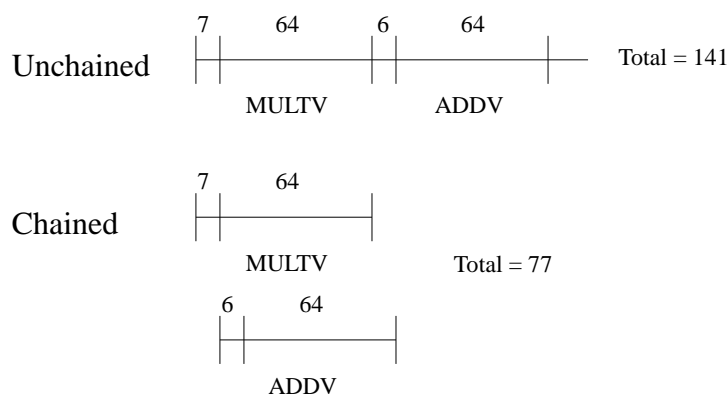 7 64 6 64
Unchained Total = 141
MULTV ADDV
7 64
Chained
MULTV Total = 77
6 64
ADDV